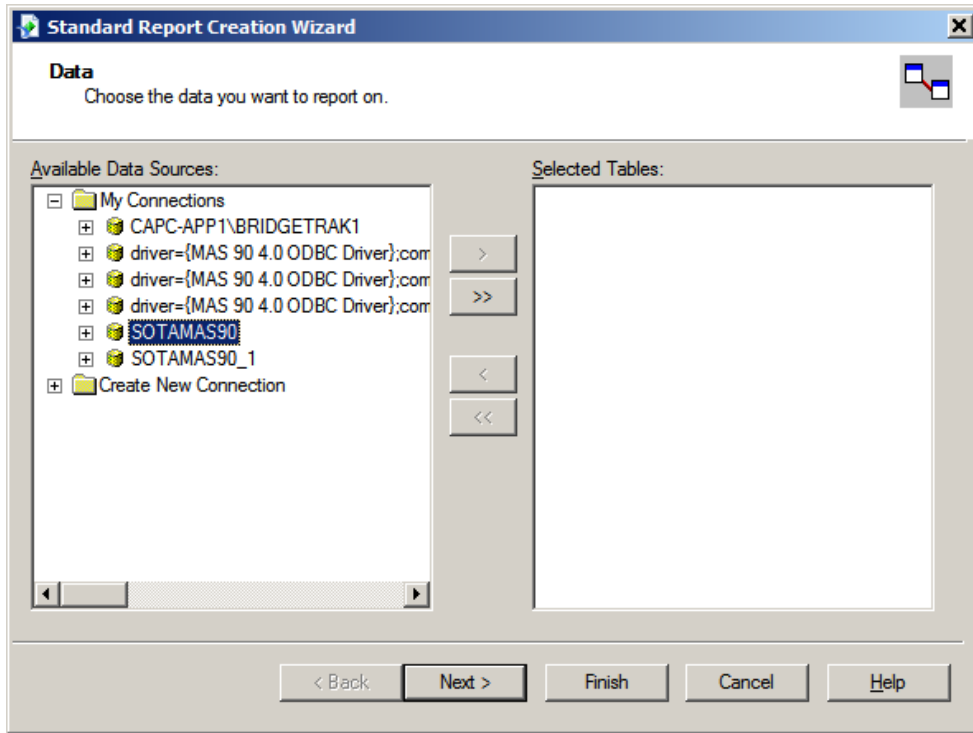 Standard Report Creation Wizard
Data
Choose the data you want to report on.
Available Data Sources:
Selected Tables:
My Connections
CAPC-APP1\BRIDGETRAK1
driver={MAS 90 4.0 ODBC Driver};com
driver={MAS 90 4.0 ODBC Driver};com
driver={MAS 90 4.0 ODBC Driver};com
SOTAMAS90
SOTAMAS90_1
Create New Connection
>
>>
<
<<
< Back
Next >
Finish
Cancel
Help